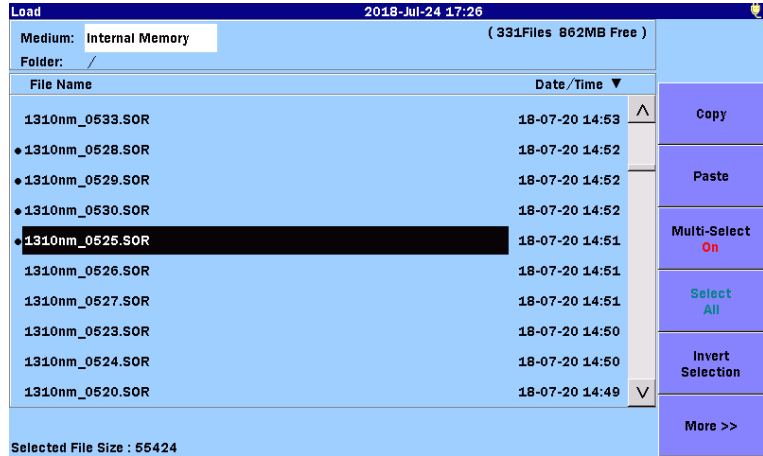 Load 2018-Jul-24 17:26
Medium: Internal Memory (331Files 862MB Free)
Folder: /
File Name Date/Time ▼
1310nm_0533.SOR 18-07-20 14:53
•1310nm_0528.SOR 18-07-20 14:52
•1310nm_0529.SOR 18-07-20 14:52
•1310nm_0530.SOR 18-07-20 14:52
•1310nm_0525.SOR 18-07-20 14:51
1310nm_0526.SOR 18-07-20 14:51
1310nm_0527.SOR 18-07-20 14:51
1310nm_0523.SOR 18-07-20 14:50
1310nm_0524.SOR 18-07-20 14:50
1310nm_0520.SOR 18-07-20 14:49
Selected File Size : 55424
Copy
Paste
Multi-Select
On
Select
All
Invert
Selection
More >>